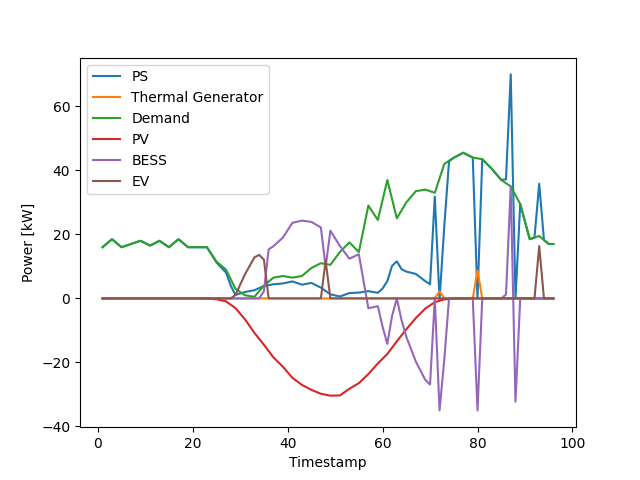 PS
Thermal Generator
Demand
PV
BESS
EV
Power [kW]
60
40
20
0
−20
−40
0 20 40 60 80 100
Timestamp